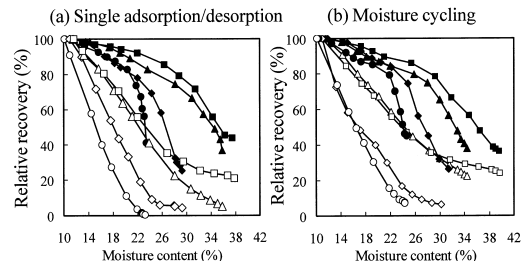 (a) Single adsorption/desorption
(b) Moisture cycling
Relative recovery (%)
100
80
60
40
20
0
10 14 18 22 26 30 34 38 42
Moisture content (%)
Relative recovery (%)
100
80
60
40
20
0
10 14 18 22 26 30 34 38 42
Moisture content (%)